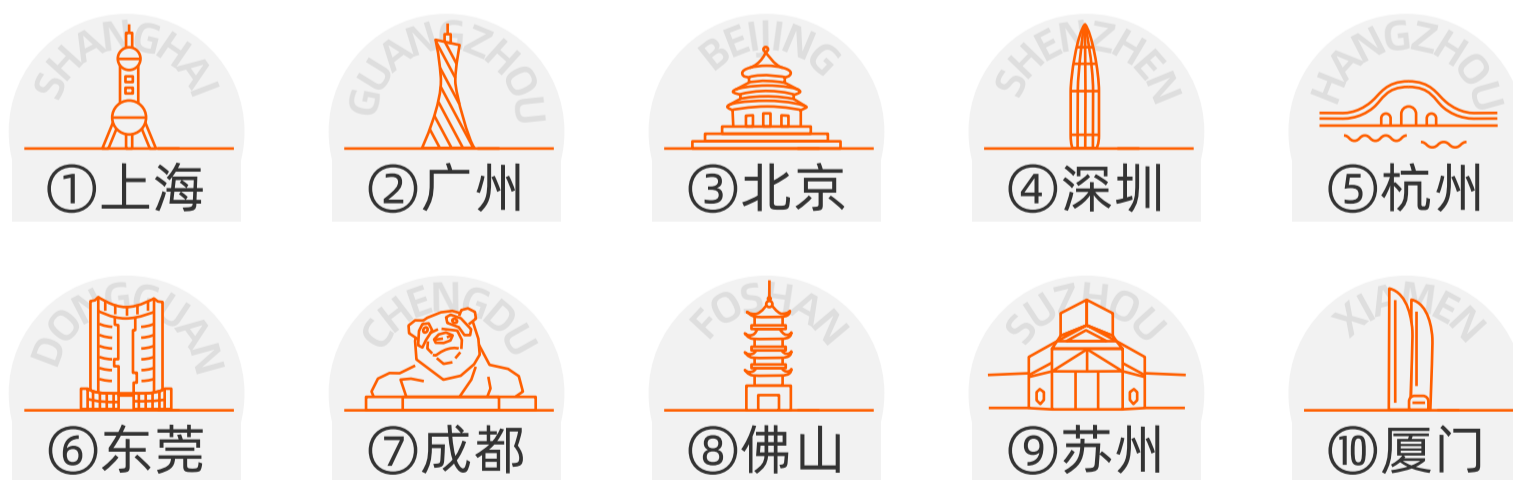 SHANGHAI
①上海
GUANGZHOU
②广州
BEIJING
③北京
SHENZHEN
④深圳
HANGZHOU
⑤杭州
DONGGUAN
⑥东莞
CHENGDU
⑦成都
FOSHAN
⑧佛山
SUZHOU
⑨苏州
XIAMEN
⑩厦门